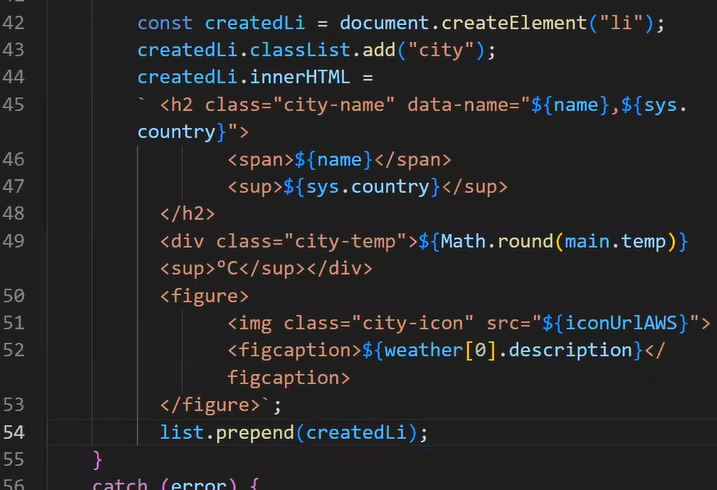 42 const createdLi = document.createElement("li");
43 createdLi.classList.add("city");
44 createdLi.innerHTML =
45 ` <h2 class="city-name" data-name="${name},${sys.
country}">
46 <span>${name}</span>
47 <sup>${sys.country}</sup>
48 </h2>
49 <div class="city-temp">${Math.round(main.temp)}
<sup>°C</sup></div>
50 <figure>
51 <img class="city-icon" src="${iconUrlAWS}">
52 <figcaption>${weather[0].description}</
figcaption>
53 </figure>`;
54 list.prepend(createdLi);
55 }
56 catch (error) {